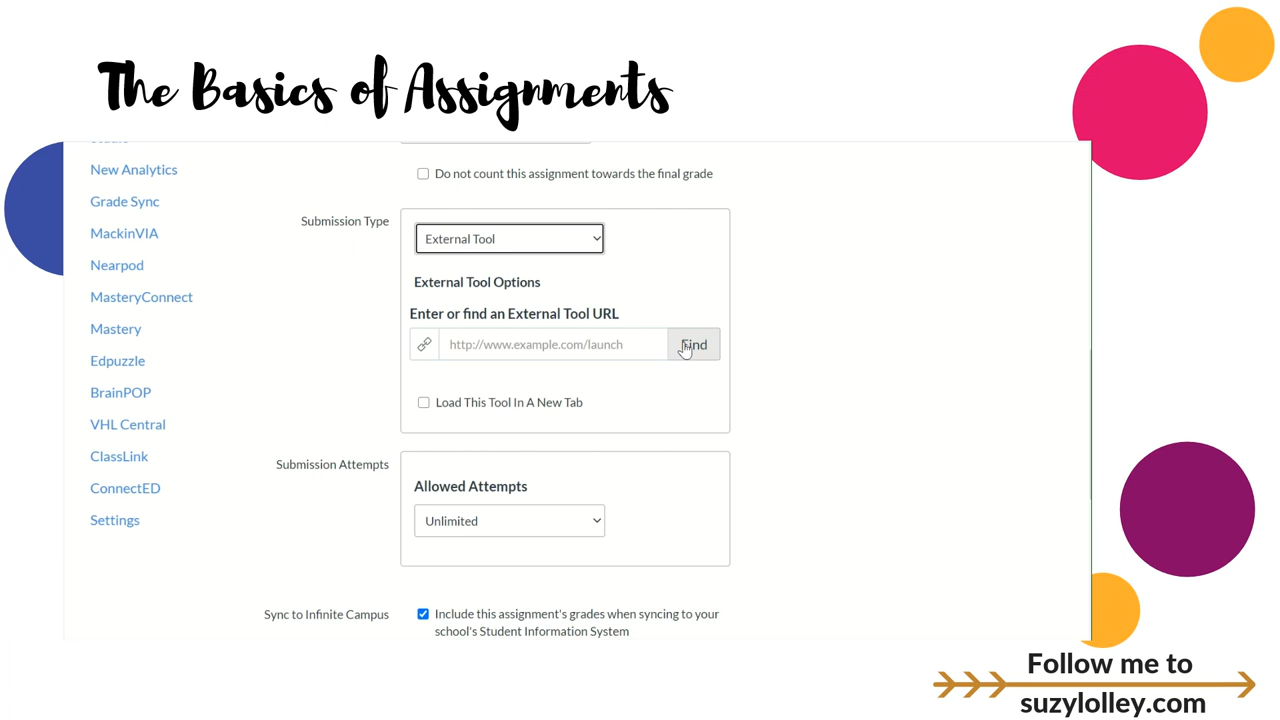 The Basics of Assignments
New Analytics
Grade Sync
MackinVIA
Nearpod
MasteryConnect
Mastery
Edpuzzle
BrainPOP
VHL Central
ClassLink
ConnectED
Settings
Do not count this assignment towards the final grade
Submission Type
External Tool
External Tool Options
Enter or find an External Tool URL
http://www.example.com/launch
Find
Load This Tool In A New Tab
Submission Attempts
Allowed Attempts
Unlimited
Sync to Infinite Campus
Include this assignment's grades when syncing to your
school's Student Information System
Follow me to
suzylolley.com